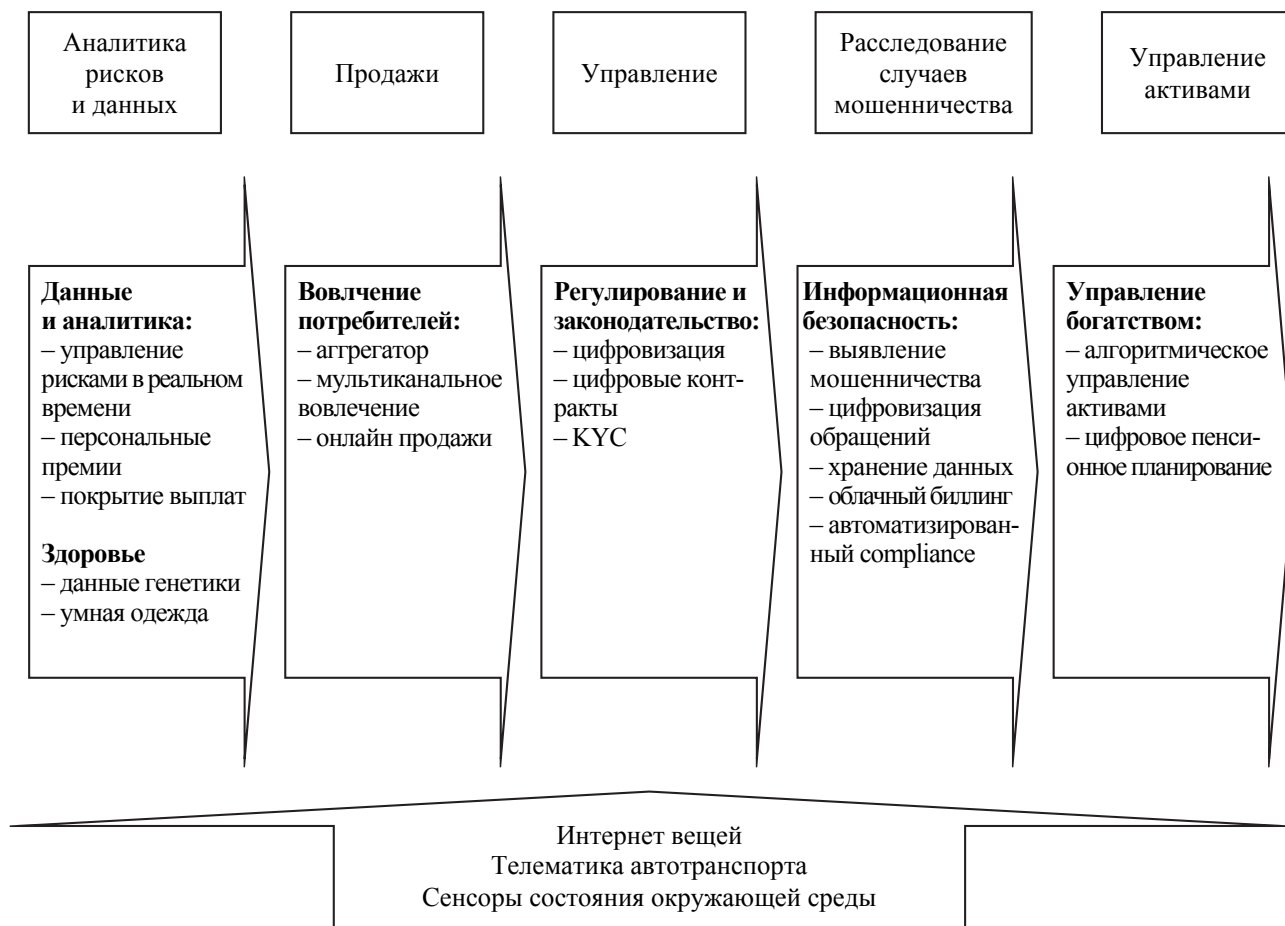 Аналитика
рисков
и данных
Продажи
Управление
Расследование
случаев
мошенничества
Управление
активами
Данные
и аналитика:
– управление
рисками в реальном
времени
– персональные
премии
– покрытие выплат
Здоровье
– данные генетики
– умная одежда
Вовлчение
потребителей:
– аггрегатор
– мультиканальное
вовлечение
– онлайн продажи
Регулирование и
законодательство:
– цифровизация
– цифровые конт-
ракты
– KYC
Информационная
безопасность:
– выявление
мошенничества
– цифровизация
обращений
– хранение данных
– облачный биллинг
– автоматизирован-
ный compliance
Управление
богатством:
– алгоритмическое
управление
активами
– цифровое пенси-
онное планирование
Интернет вещей
Телематика автотранспорта
Сенсоры состояния окружающей среды